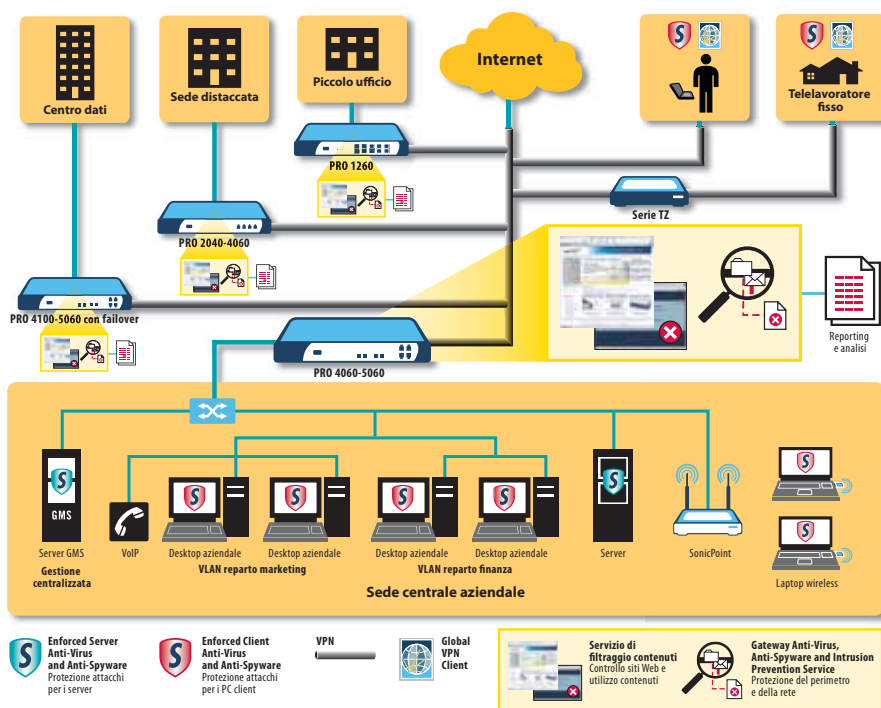 Centro dati
Sede distaccata
Piccolo ufficio
Internet
S
S
Telelavoratore
fisso
PRO 1260
Serie TZ
PRO 2040-4060
PRO 4100-5060 con failover
PRO 4060-5060
Reporting
e analisi
S
GMS
S
S
S
S
S
S
S
Server GMS
VoIP
Desktop aziendale
Desktop aziendale
Desktop aziendale
Desktop aziendale
Server
SonicPoint
Gestione
centralizzata
VLAN reparto marketing
VLAN reparto finanza
Laptop wireless
Sede centrale aziendale
S
Enforced Server
Anti-Virus
and Anti-Spyware
Protezione attacchi
per i server
S
Enforced Client
Anti-Virus
and Anti-Spyware
Protezione attacchi
per i PC client
VPN
Global
VPN
Client
Servizio di
filtraggio contenuti
Controllo siti Web e
utilizzo contenuti
Gateway Anti-Virus,
Anti-Spyware and Intrusion
Prevention Service
Protezione del perimetro
e della rete